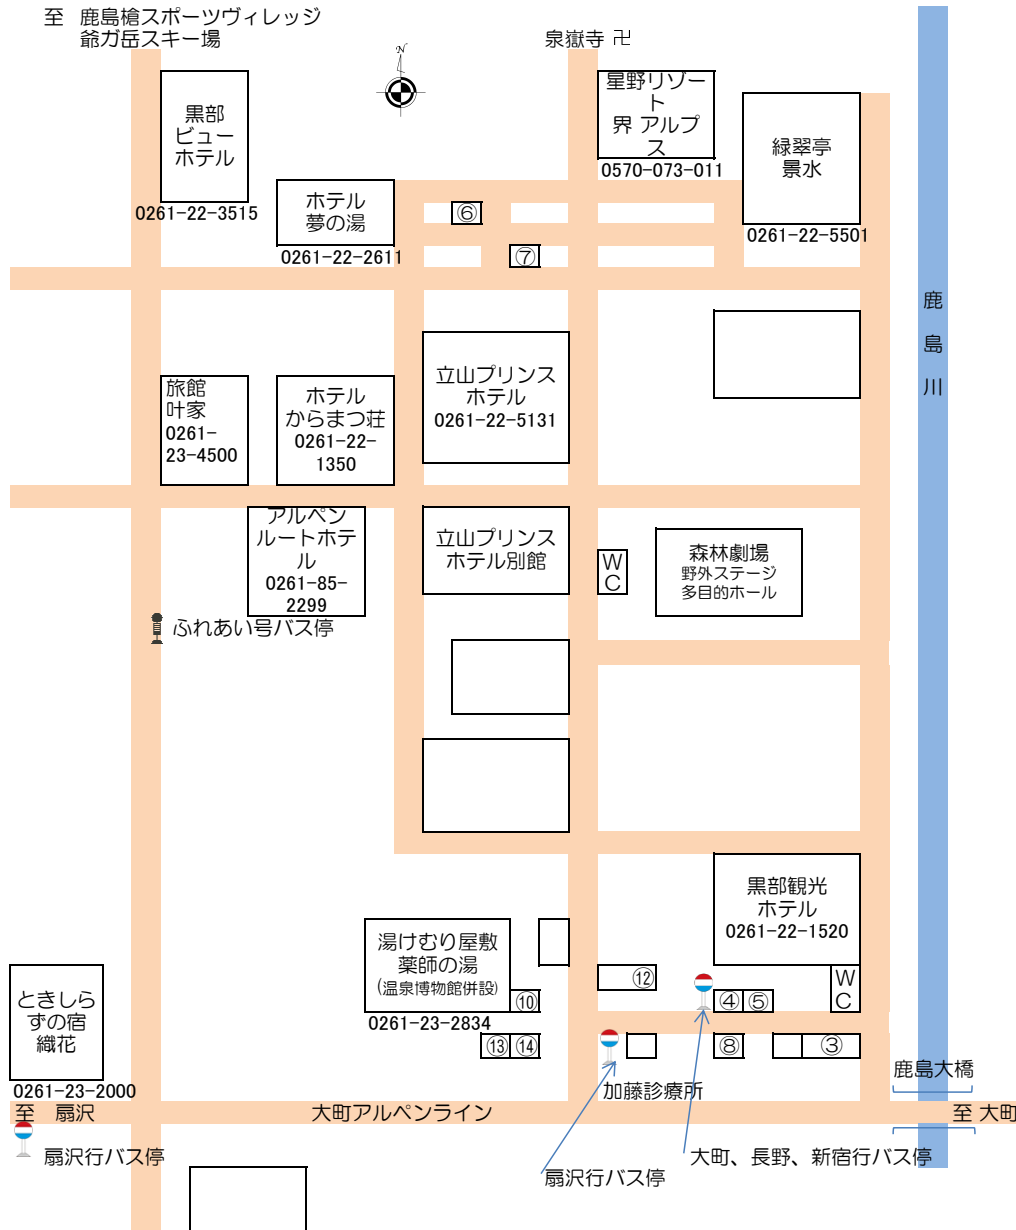 至 鹿島槍スポーツヴィレッジ
爺ガ岳スキー場
泉嶽寺 卍
N
黒部
ビュー
ホテル
0261-22-3515
ホテル
夢の湯
0261-22-2611
星野リゾー
ト
界 アルプ
ス
0570-073-011
緑翠亭
景水
0261-22-5501
⑥
⑦
鹿
島
川
旅館
叶家
0261-
23-4500
ホテル
からまつ荘
0261-22-
1350
立山プリンス
ホテル
0261-22-5131
アルペン
ルートホテ
ル
0261-85-
2299
立山プリンス
ホテル別館
W
C
森林劇場
野外ステージ
多目的ホール
ふれあい号バス停
黒部観光
ホテル
0261-22-1520
湯けむり屋敷
薬師の湯
(温泉博物館併設)
0261-23-2834
⑩
⑫
④⑤
W
C
⑬⑭
⑧
③
ときしら
ずの宿
織花
0261-23-2000
加藤診療所
鹿島大橋
至 扇沢
大町アルペンライン
至 大町
扇沢行バス停
扇沢行バス停
大町、長野、新宿行バス停